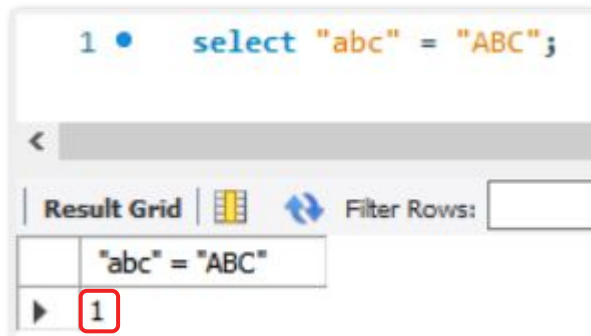 1 select "abc" = "ABC";
Result Grid Filter Rows:
"abc" = "ABC"
1